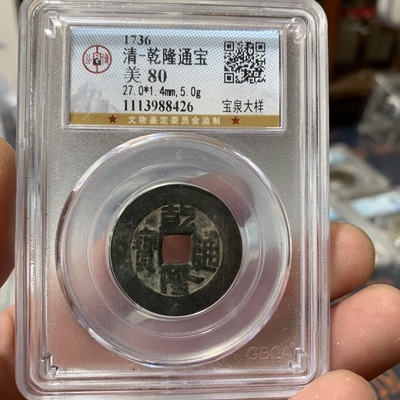 1736
清-乾隆通宝
美 80
27.0*1.4mm,5.0g
1113988426
宝泉大样
★ 文物鉴定委员会监制 ★
乾隆通寶
GBCA